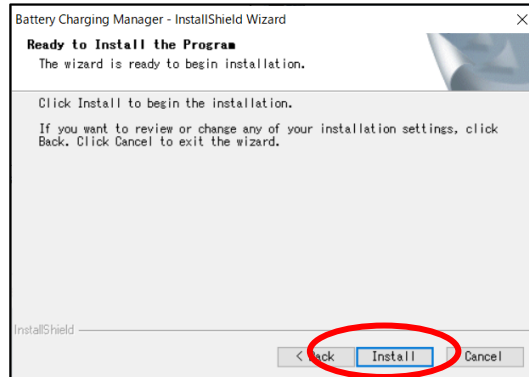 Battery Charging Manager - InstallShield Wizard
Ready to Install the Program
The wizard is ready to begin installation.
Click Install to begin the installation.
If you want to review or change any of your installation settings, click
Back. Click Cancel to exit the wizard.
InstallShield
< Back Install Cancel